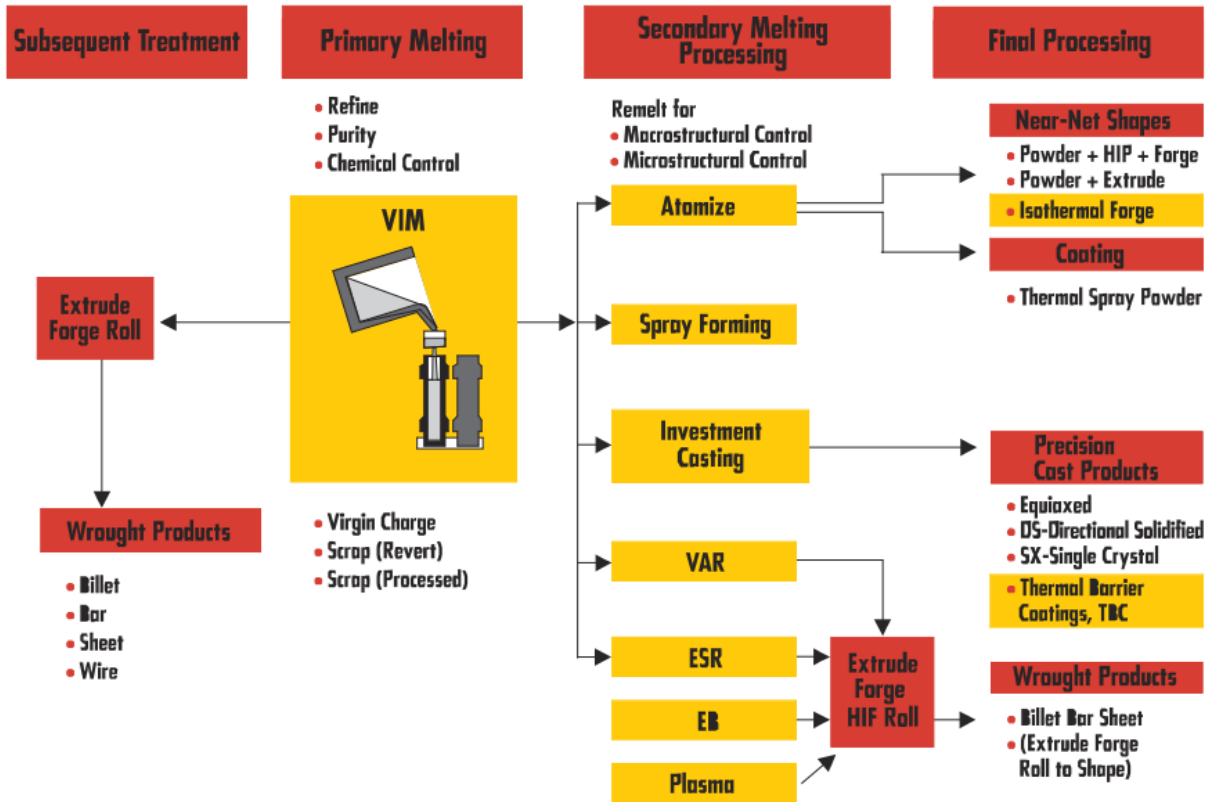 Subsequent Treatment
Primary Melting
Secondary Melting
Processing
Final Processing
• Refine
• Purity
• Chemical Control
VIM
• Virgin Charge
• Scrap (Revert)
• Scrap (Processed)
Extrude
Forge Roll
Wrought Products
• Billet
• Bar
• Sheet
• Wire
Remelt for
• Macrostructural Control
• Microstructural Control
Atomize
Spray Forming
Investment
Casting
VAR
ESR
EB
Plasma
Extrude
Forge
HIF Roll
Near-Net Shapes
• Powder + HIP + Forge
• Powder + Extrude
• Isothermal Forge
Coating
• Thermal Spray Powder
Precision
Cast Products
• Equiaxed
• DS-Directional Solidified
• SX-Single Crystal
• Thermal Barrier
Coatings, TBC
Wrought Products
• Billet Bar Sheet
• (Extrude Forge
Roll to Shape)